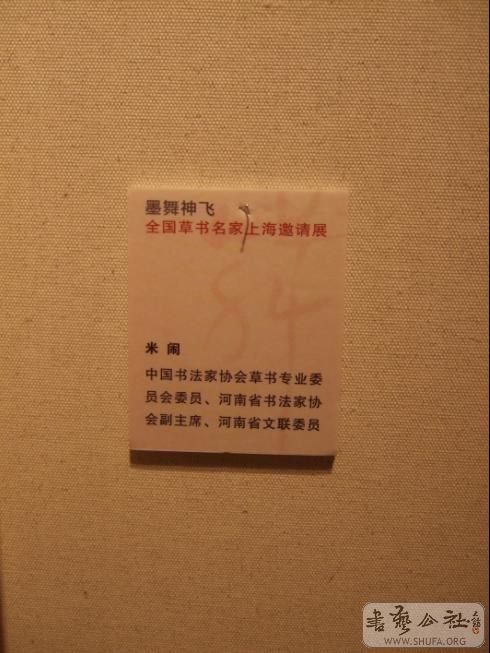 墨舞神飞
全国草书名家上海邀请展
米 闹
中国书法家协会草书专业委
员会委员、河南省书法家协
会副主席、河南省文联委员
書藝公社
WWW.SHUFA.ORG